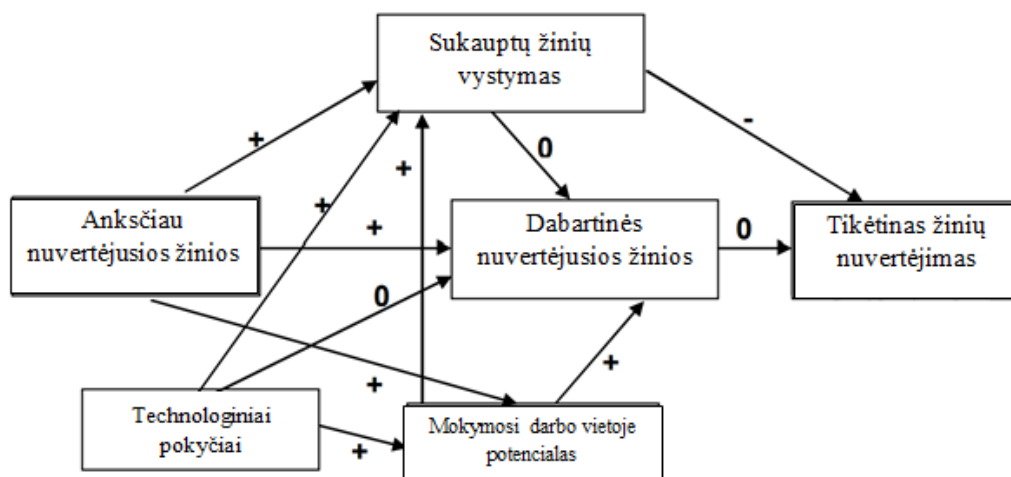 Sukauptų žinių
vystymas
+
0
-
+
+
Anksčiau
nuvertėjusios žinios
+
Dabartinės
nuvertėjusios žinios
0
Tikėtinas žinių
nuvertėjimas
0
+
+
Technologiniai
pokyčiai
+
Mokymosi darbo vietoje
potencialas